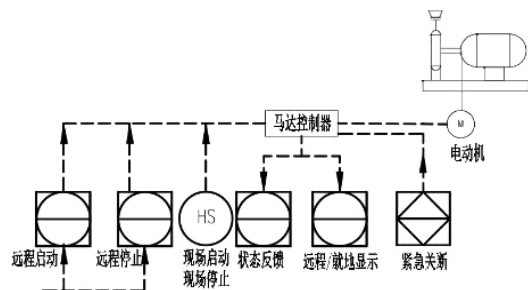 马达控制器
M
电动机
HS
远程启动
远程停止
现场启动
现场停止
状态反馈
远程/就地显示
紧急关断